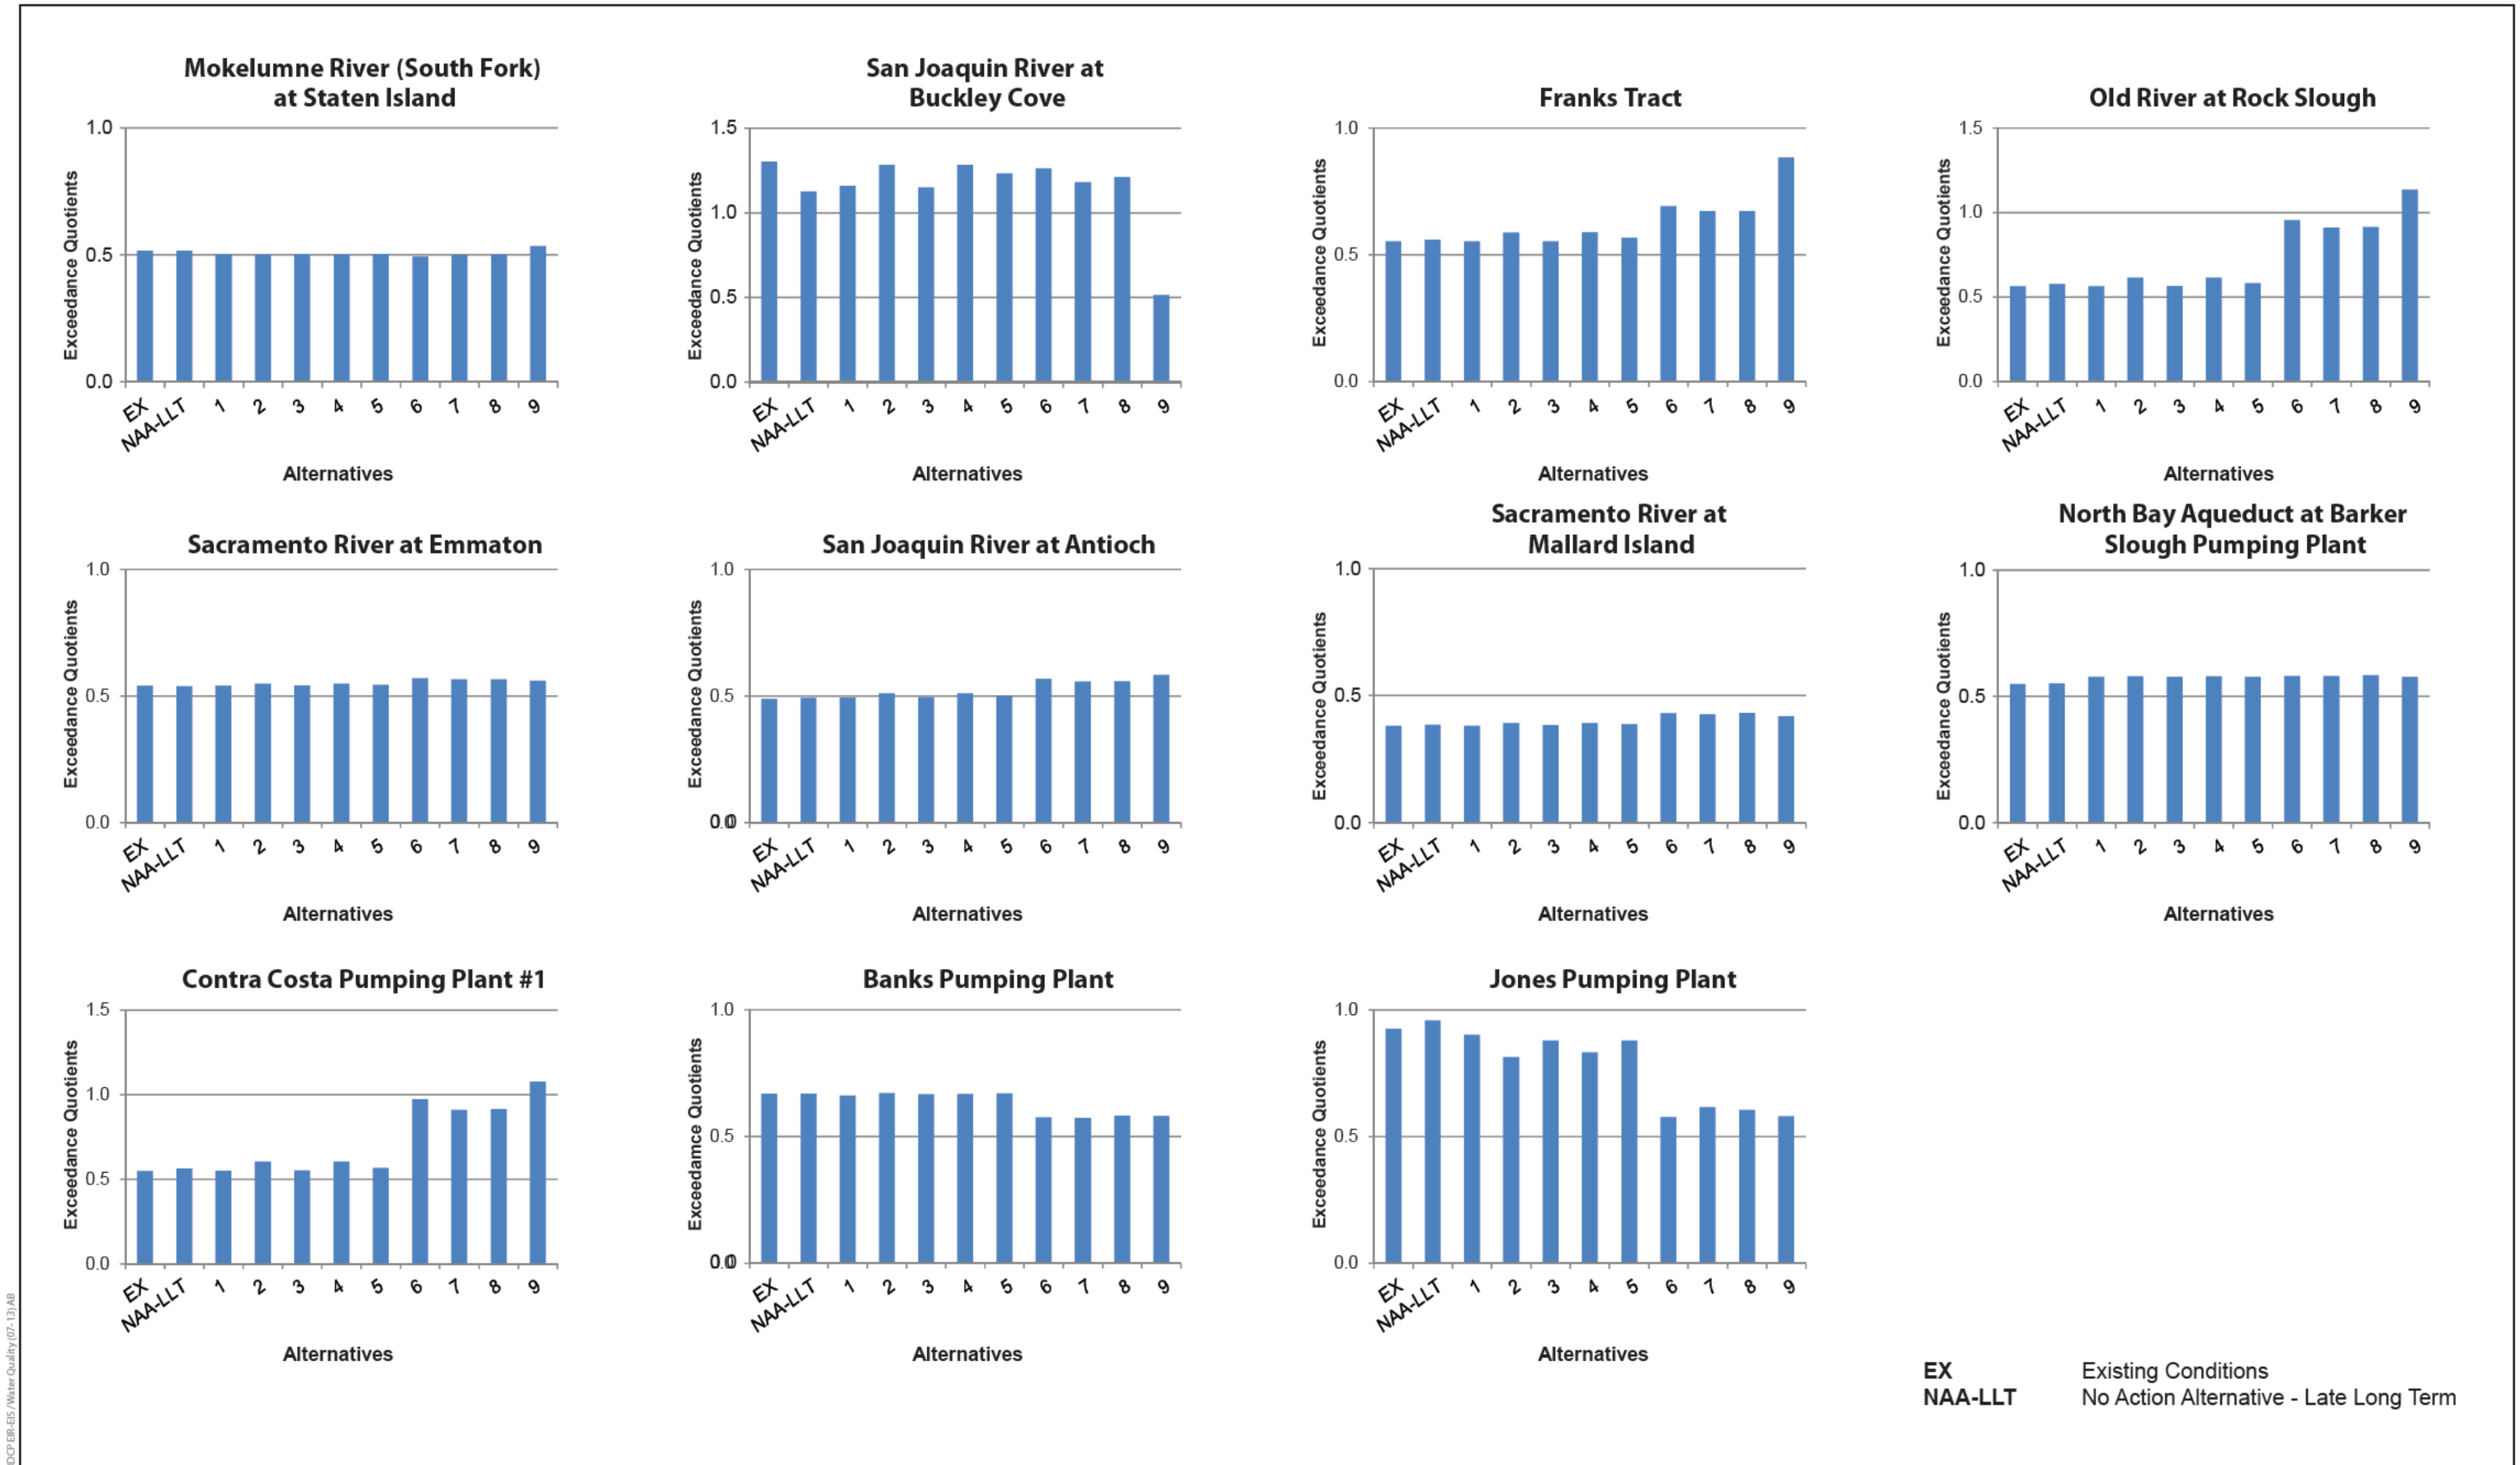 Mokelumne River (South Fork)
at Staten Island
Exceedance Quotients
1.0
0.5
0.0
EX
NAA-LLT
1
2
3
4
5
6
7
8
9
Alternatives
San Joaquin River at
Buckley Cove
Exceedance Quotients
1.5
1.0
0.5
0.0
EX
NAA-LLT
1
2
3
4
5
6
7
8
9
Alternatives
Franks Tract
Exceedance Quotients
1.0
0.5
0.0
EX
NAA-LLT
1
2
3
4
5
6
7
8
9
Alternatives
Old River at Rock Slough
Exceedance Quotients
1.5
1.0
0.5
0.0
EX
NAA-LLT
1
2
3
4
5
6
7
8
9
Alternatives
Sacramento River at Emmaton
Exceedance Quotients
1.0
0.5
0.0
EX
NAA-LLT
1
2
3
4
5
6
7
8
9
Alternatives
San Joaquin River at Antioch
Exceedance Quotients
1.0
0.5
0.0
EX
NAA-LLT
1
2
3
4
5
6
7
8
9
Alternatives
Sacramento River at
Mallard Island
Exceedance Quotients
1.0
0.5
0.0
EX
NAA-LLT
1
2
3
4
5
6
7
8
9
Alternatives
North Bay Aqueduct at Barker
Slough Pumping Plant
Exceedance Quotients
1.0
0.5
0.0
EX
NAA-LLT
1
2
3
4
5
6
7
8
9
Alternatives
Contra Costa Pumping Plant #1
Exceedance Quotients
1.5
1.0
0.5
0.0
EX
NAA-LLT
1
2
3
4
5
6
7
8
9
Alternatives
Banks Pumping Plant
Exceedamce Quotients
1.0
0.5
0.0
EX
NAA-LLT
1
2
3
4
5
6
7
8
9
Alternatives
Jones Pumping Plant
Exceedance Quotients
1.0
0.5
0.0
EX
NAA-LLT
1
2
3
4
5
6
7
8
9
Alternatives
EX Existing Conditions
NAA-LLT No Action Alternative - Late Long Term
EIR-EIS / Water Quality (07-13) AB